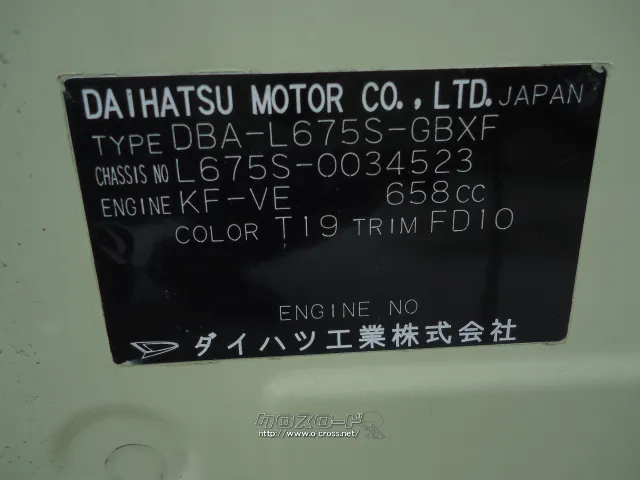 DAIHATSU MOTOR CO., LTD. JAPAN
TYPE DBA-L675S-GBXF
CHASSIS NO L675S-0034523
ENGINE KF-VE 658CC
COLOR T19 TRIM FD10
ENGINE NO
ダイハツ工業株式会社
クロスロード
http://www.o-cross.net/